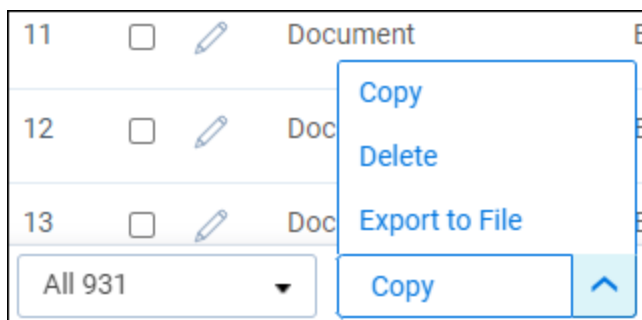 11 Document
Copy
12 Doc
Delete
13 Doc
Export to File
All 931
Copy